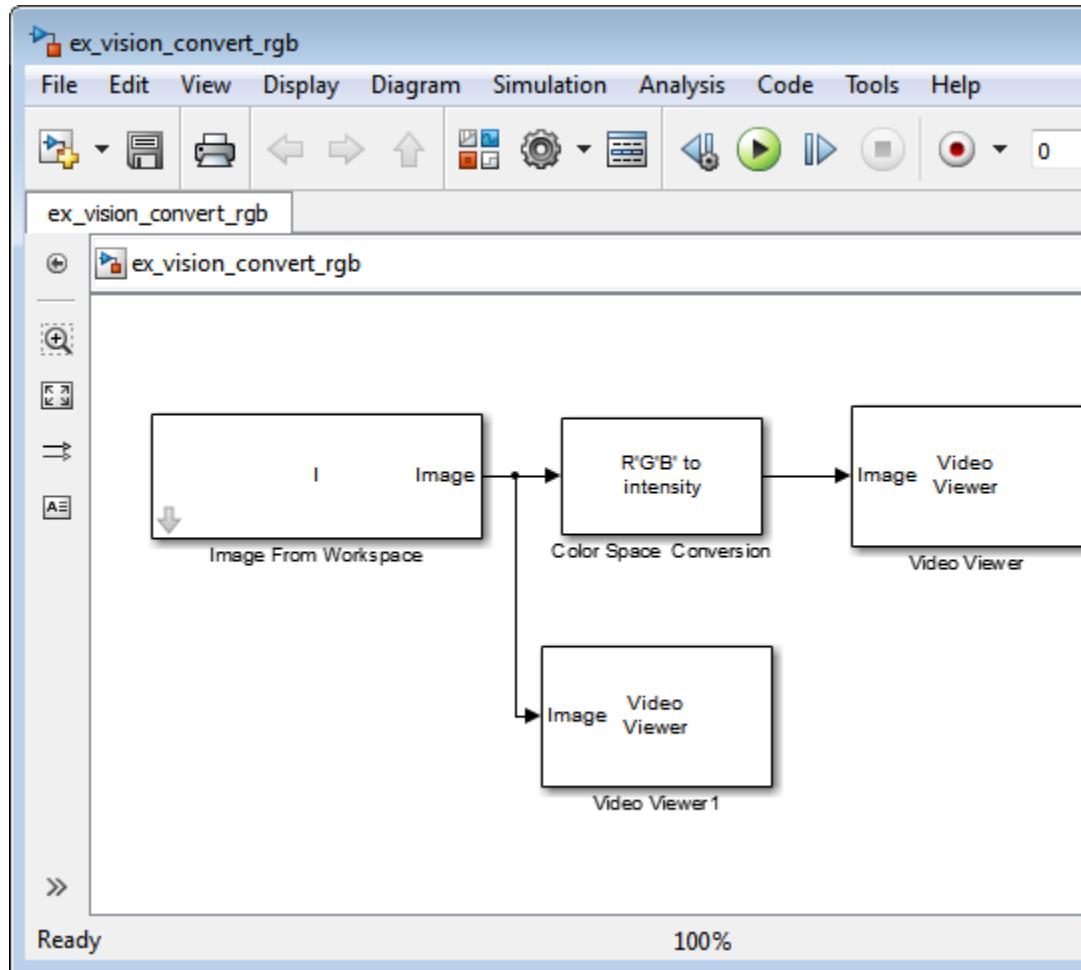 ex_vision_convert_rgb
File Edit View Display Diagram Simulation Analysis Code Tools Help
0
ex_vision_convert_rgb
ex_vision_convert_rgb
I
Image
Image From Workspace
R'G'B' to
intensity
Color Space Conversion
Image
Video
Viewer
Video Viewer
Image
Video
Viewer
Video Viewer1
Ready
100%